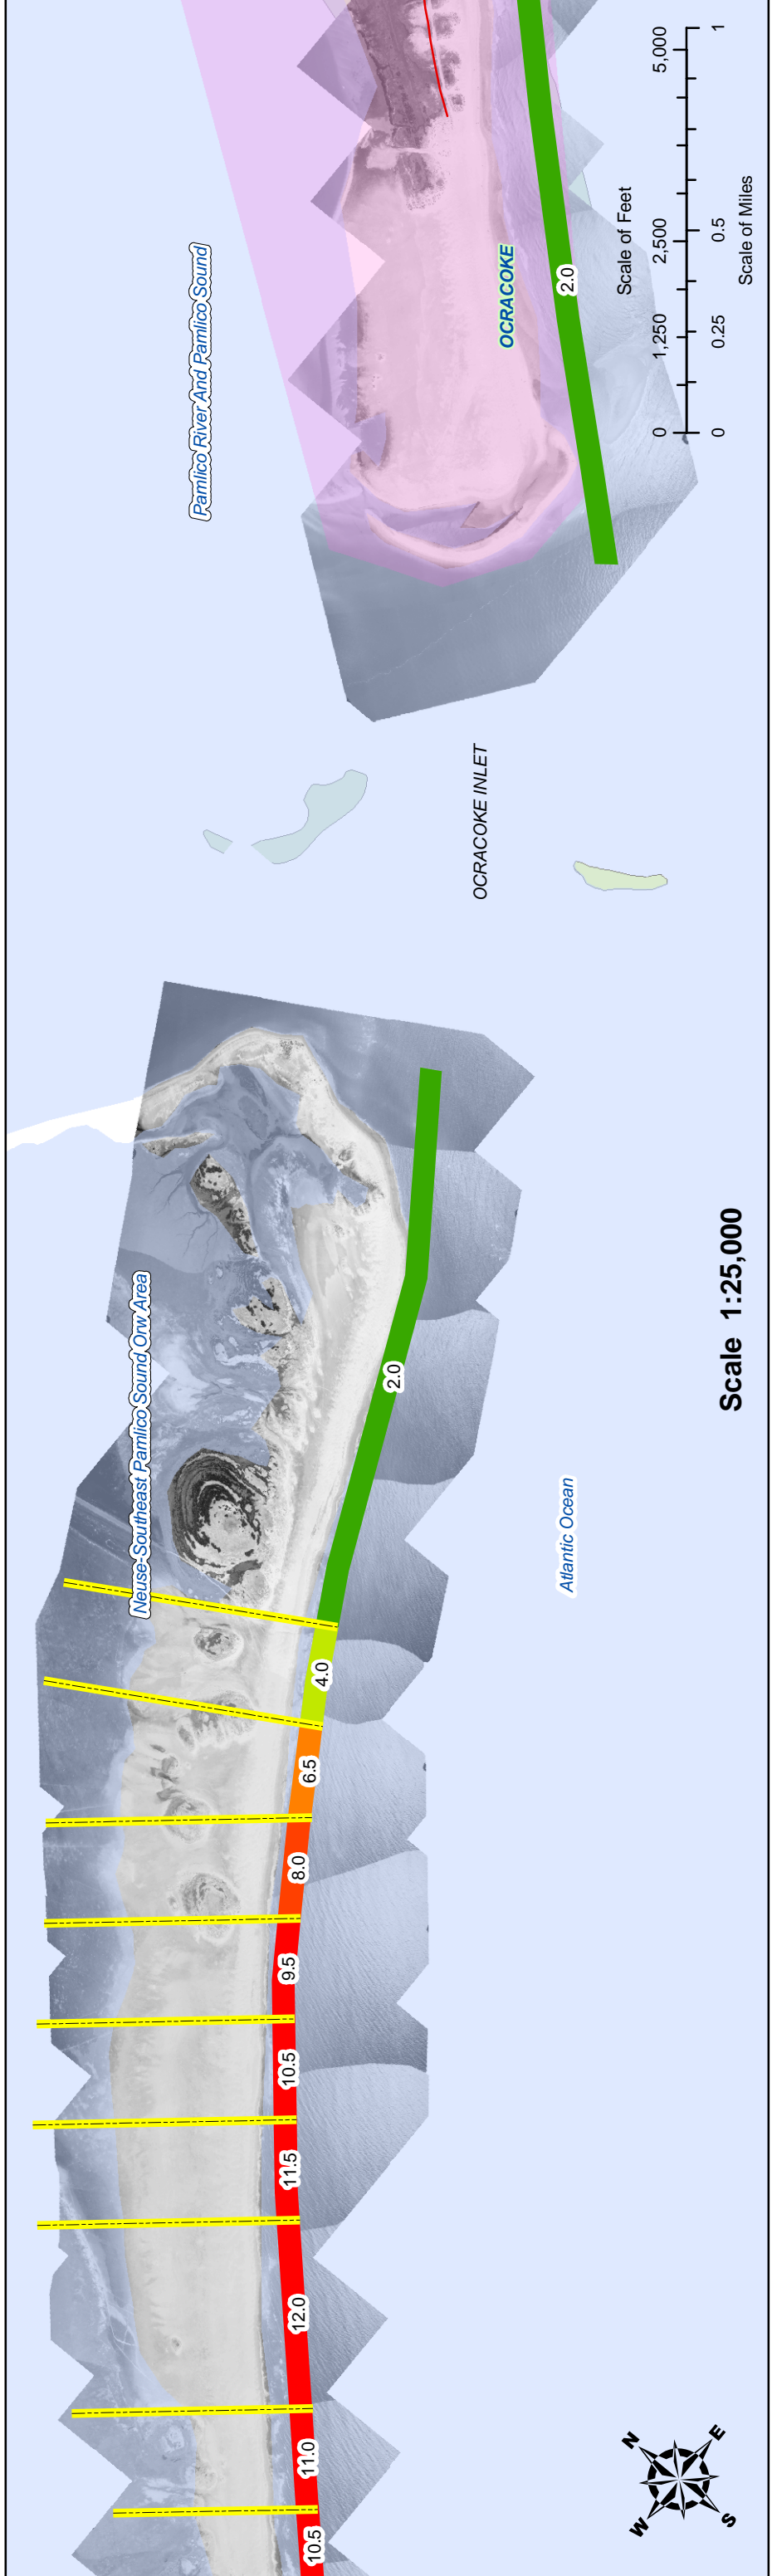 Pamlico River And Pamlico Sound
OCRACOKE
2.0
Scale of Feet
0 1,250 2,500 5,000
0 0.25 0.5 1
Scale of Miles
OCRACOKE INLET
Neuse-Southeast Pamlico Sound Orw Area
2.0
Atlantic Ocean
Scale 1:25,000
4.0
6.5
8.0
9.5
10.5
11.5
12.0
11.0
10.5
N
E
S
W